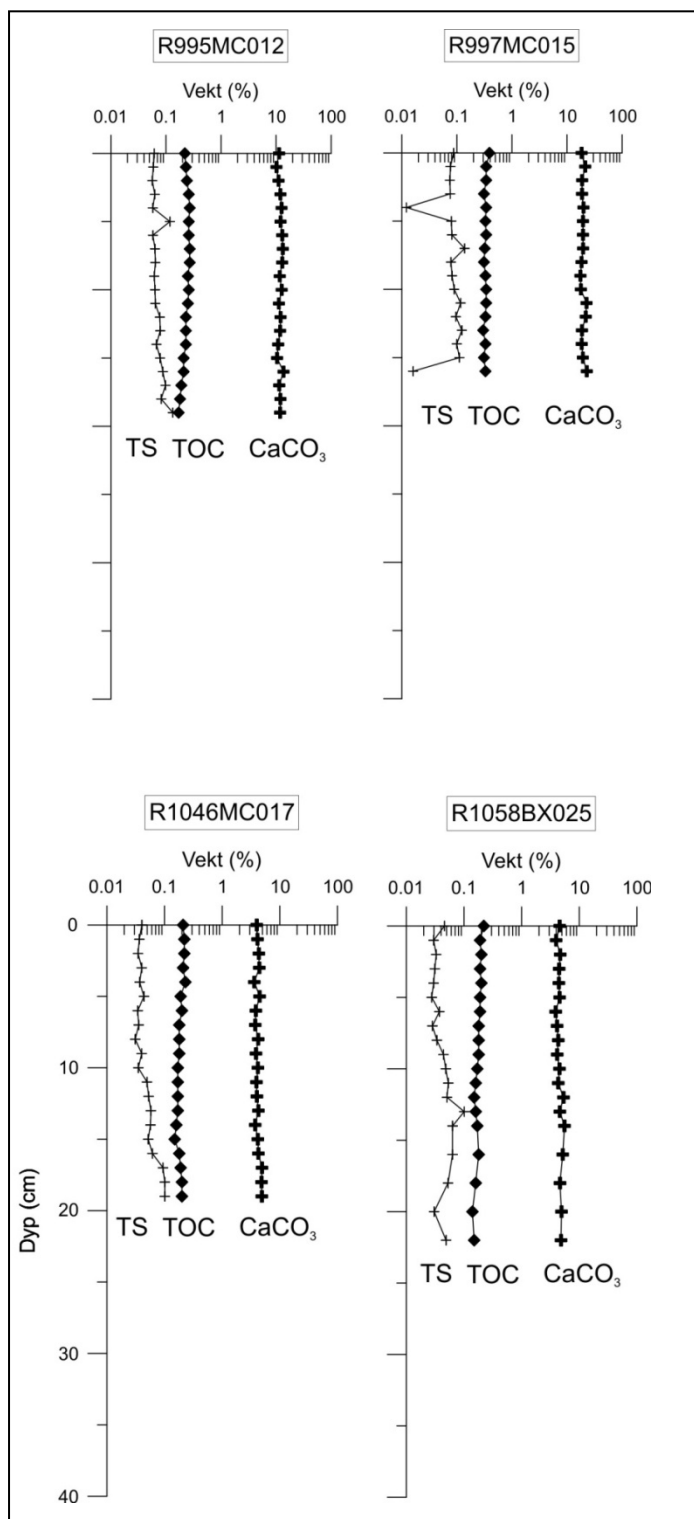 R995MC012
Vekt (%)
0.01 0.1 1 10 100
TS TOC CaCO₃
R997MC015
Vekt (%)
0.01 0.1 1 10 100
TS TOC CaCO₃
R1046MC017
Vekt (%)
0.01 0.1 1 10 100
0
10
20
30
40
Dyp (cm)
TS TOC CaCO₃
R1058BX025
Vekt (%)
0.01 0.1 1 10 100
TS TOC CaCO₃